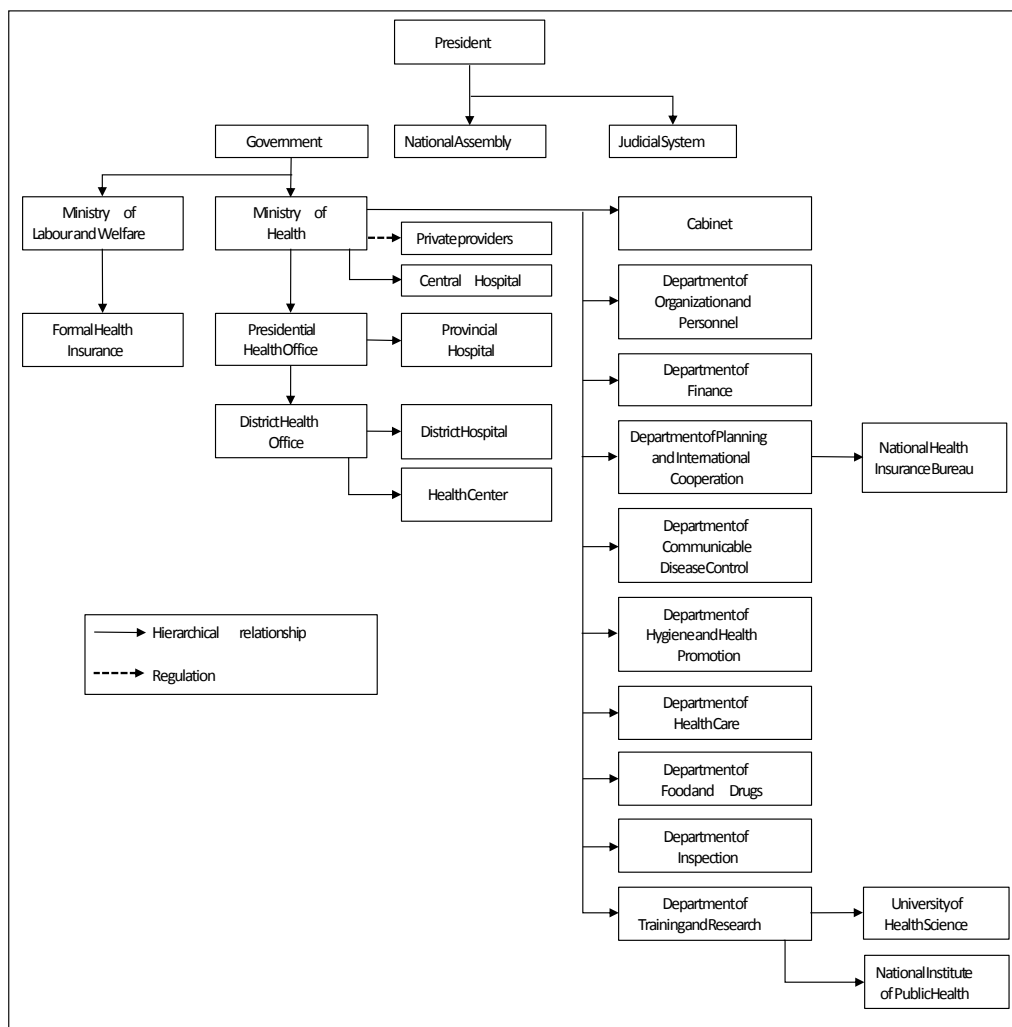 President
National Assembly
Judicial System
Government
Ministry of
Labour and Welfare
Ministry of
Health
Cabinet
Private providers
Central Hospital
Department of
Organization and
Personnel
Formal Health
Insurance
Presidential
Health Office
Provincial
Hospital
Department of
Finance
District Health
Office
District Hospital
Department of Planning
and International
Cooperation
National Health
Insurance Bureau
Health Center
Department of
Communicable
Disease Control
Hierarchical relationship
Regulation
Department of
Hygiene and Health
Promotion
Department of
Health Care
Department of
Food and Drugs
Department of
Inspection
Department of
Training and Research
University of
Health Science
National Institute
of Public Health